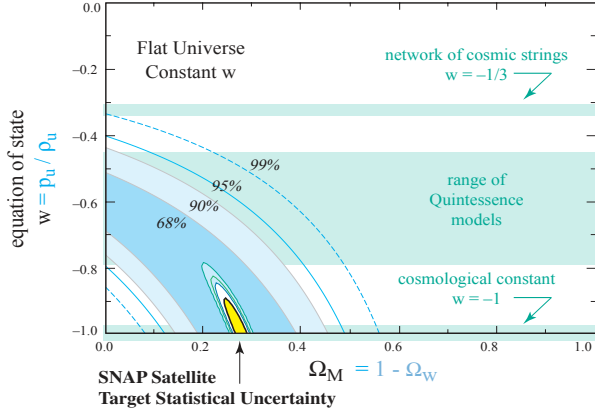 0.0
Flat Universe
Constant w
network of cosmic strings
w = –1/3
–0.2
–0.4
equation of state
w = pu / ρu
99%
95%
90%
68%
range of
Quintessence
models
–0.6
–0.8
cosmological constant
w = –1
–1.0
0.0
0.2
0.4
0.6
0.8
1.0
ΩM = 1 - Ωw
SNAP Satellite
Target Statistical Uncertainty